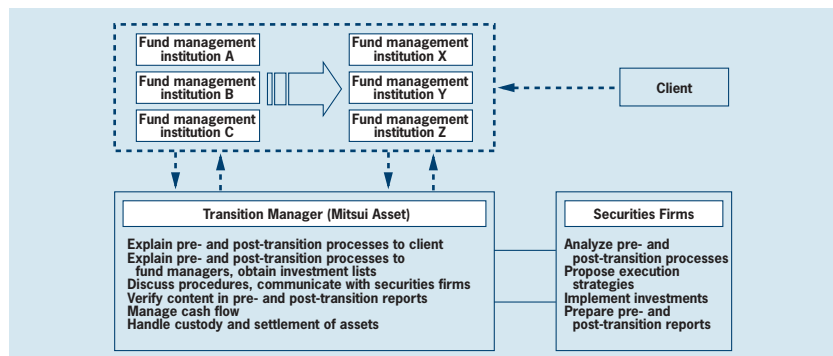 Fund management
institution A
Fund management
institution X
Fund management
institution B
Fund management
institution Y
Client
Fund management
institution C
Fund management
institution Z
Transition Manager (Mitsui Asset)
Explain pre- and post-transition processes to client
Explain pre- and post-transition processes to
fund managers, obtain investment lists
Discuss procedures, communicate with securities firms
Verify content in pre- and post-transition reports
Manage cash flow
Handle custody and settlement of assets
Securities Firms
Analyze pre- and
post-transition processes
Propose execution
strategies
Implement investments
Prepare pre- and
post-transition reports